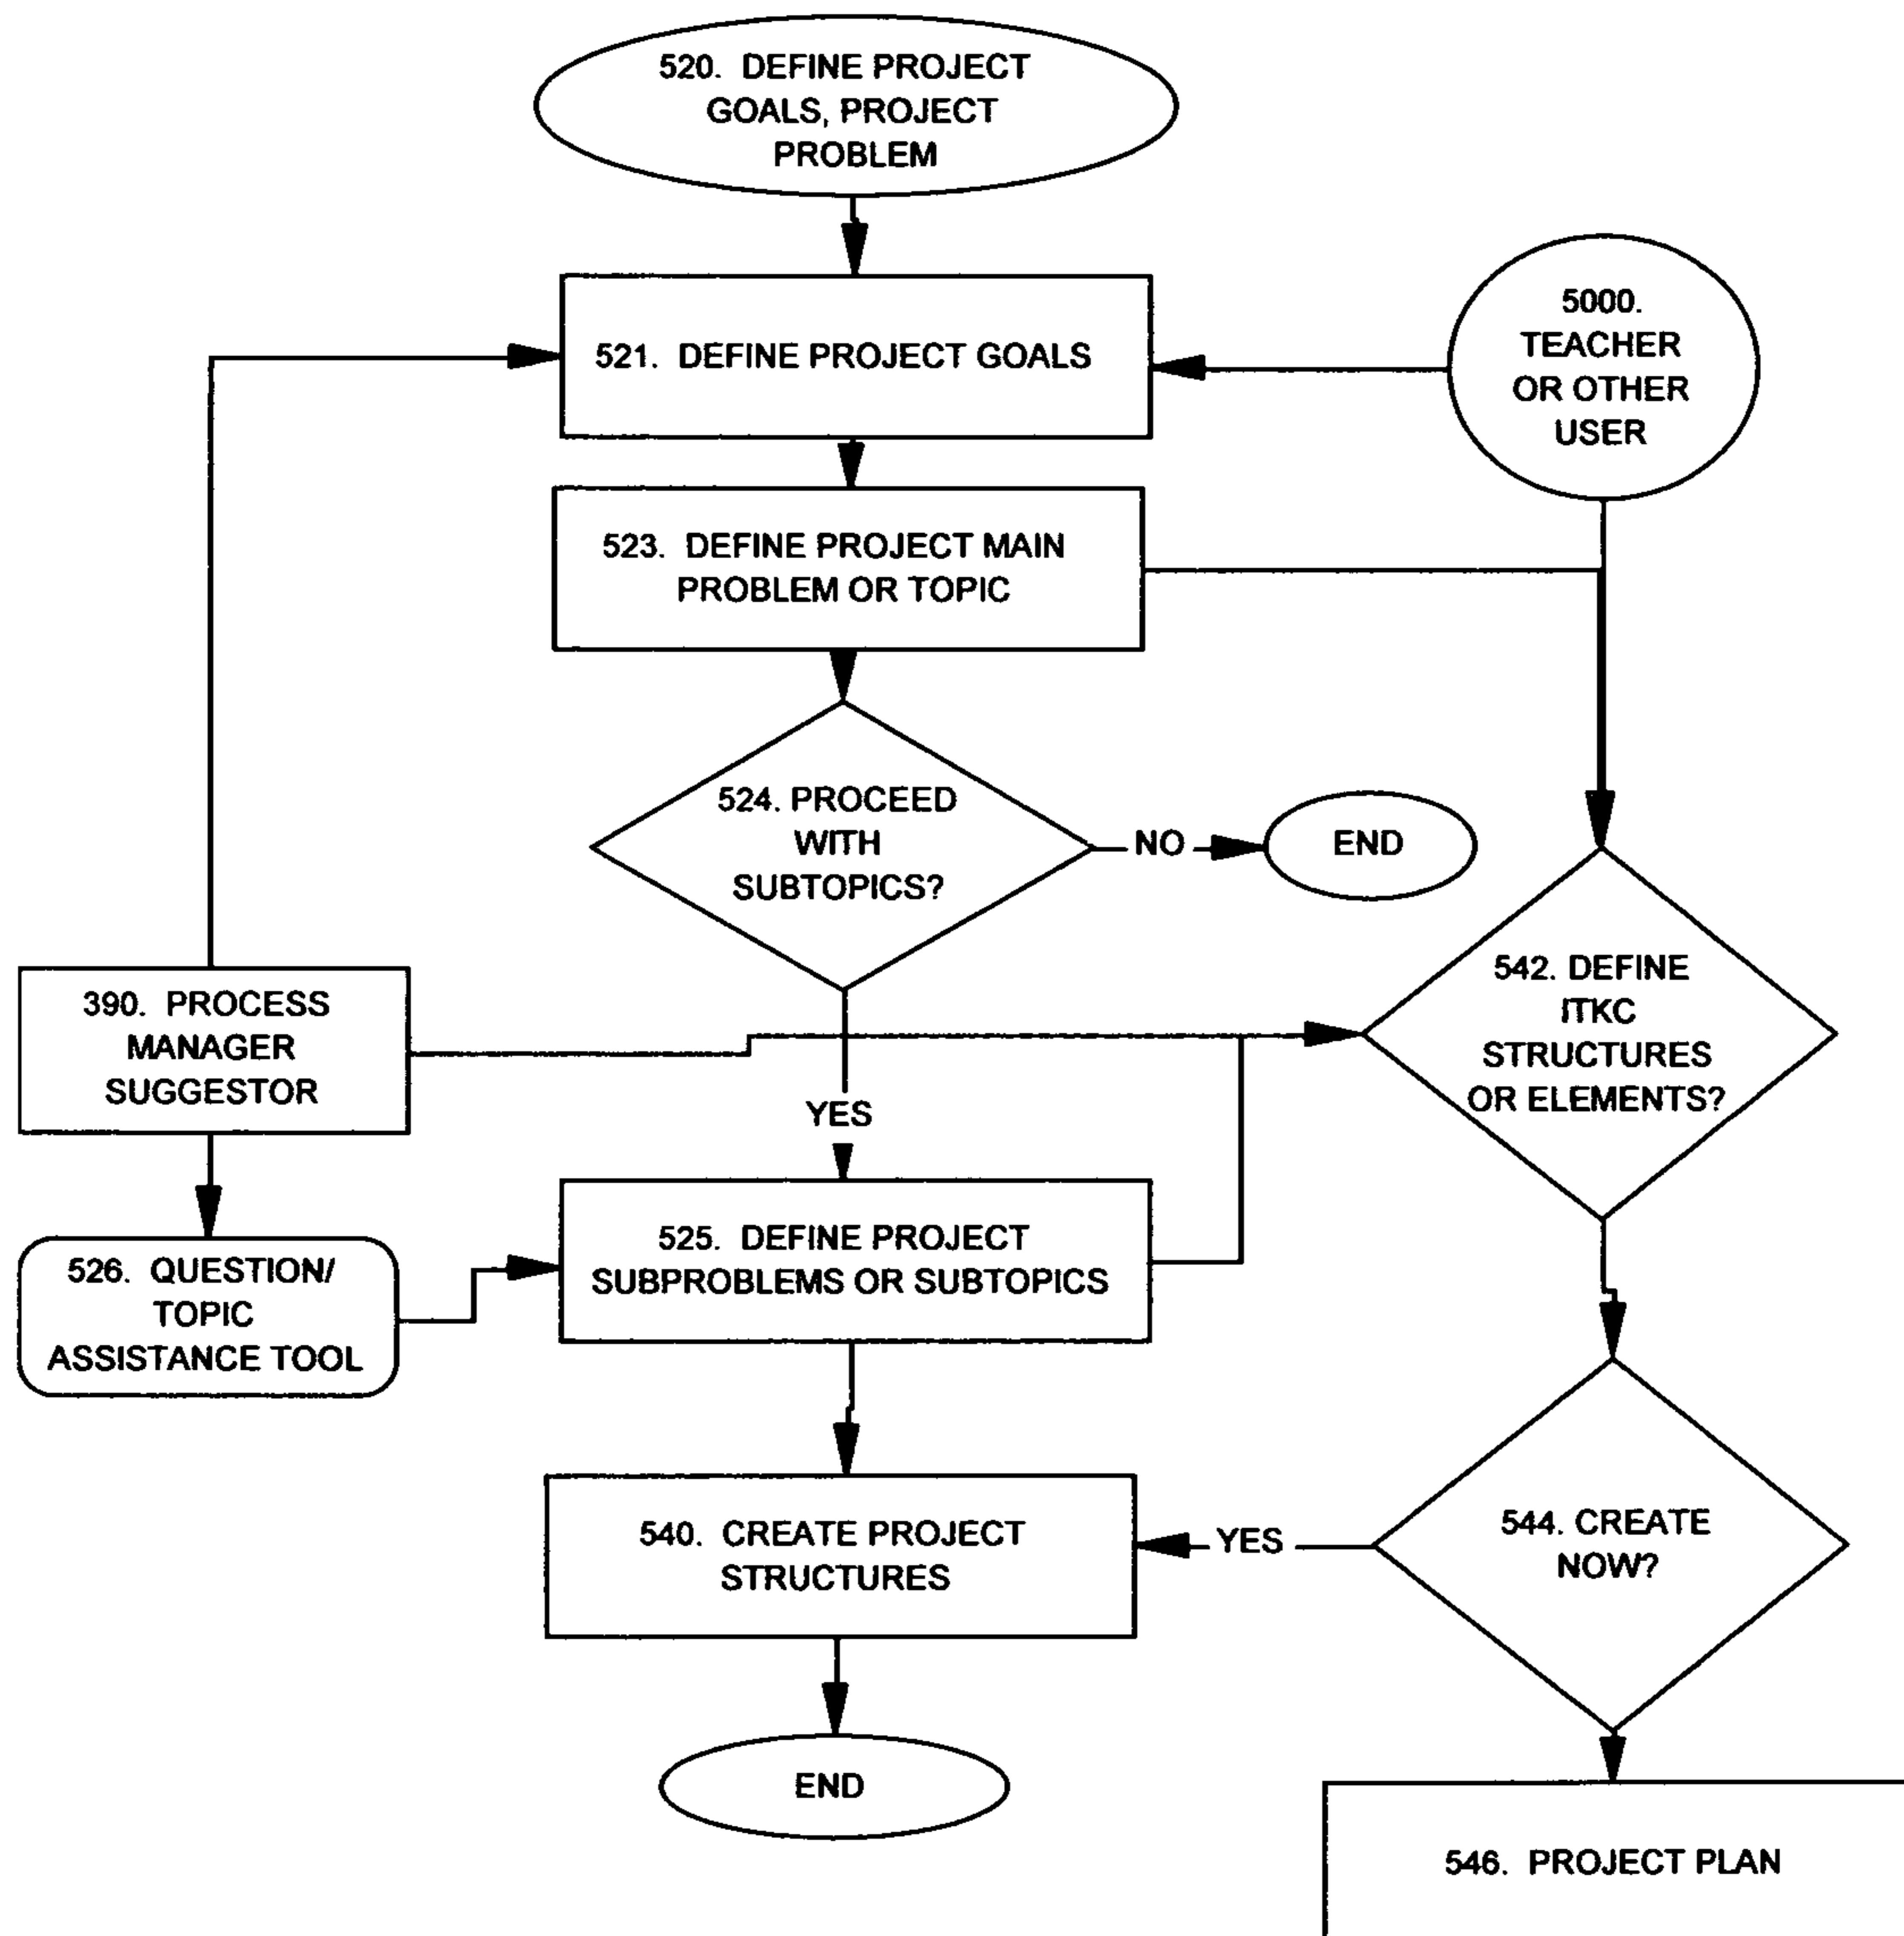 520. DEFINE PROJECT
GOALS, PROJECT
PROBLEM
521. DEFINE PROJECT GOALS
5000.
TEACHER
OR OTHER
USER
523. DEFINE PROJECT MAIN
PROBLEM OR TOPIC
524. PROCEED
WITH
SUBTOPICS?
NO
END
390. PROCESS
MANAGER
SUGGESTOR
542. DEFINE
ITKC
STRUCTURES
OR ELEMENTS?
YES
526. QUESTION/
TOPIC
ASSISTANCE TOOL
525. DEFINE PROJECT
SUBPROBLEMS OR SUBTOPICS
540. CREATE PROJECT
STRUCTURES
YES
544. CREATE
NOW?
END
546. PROJECT PLAN